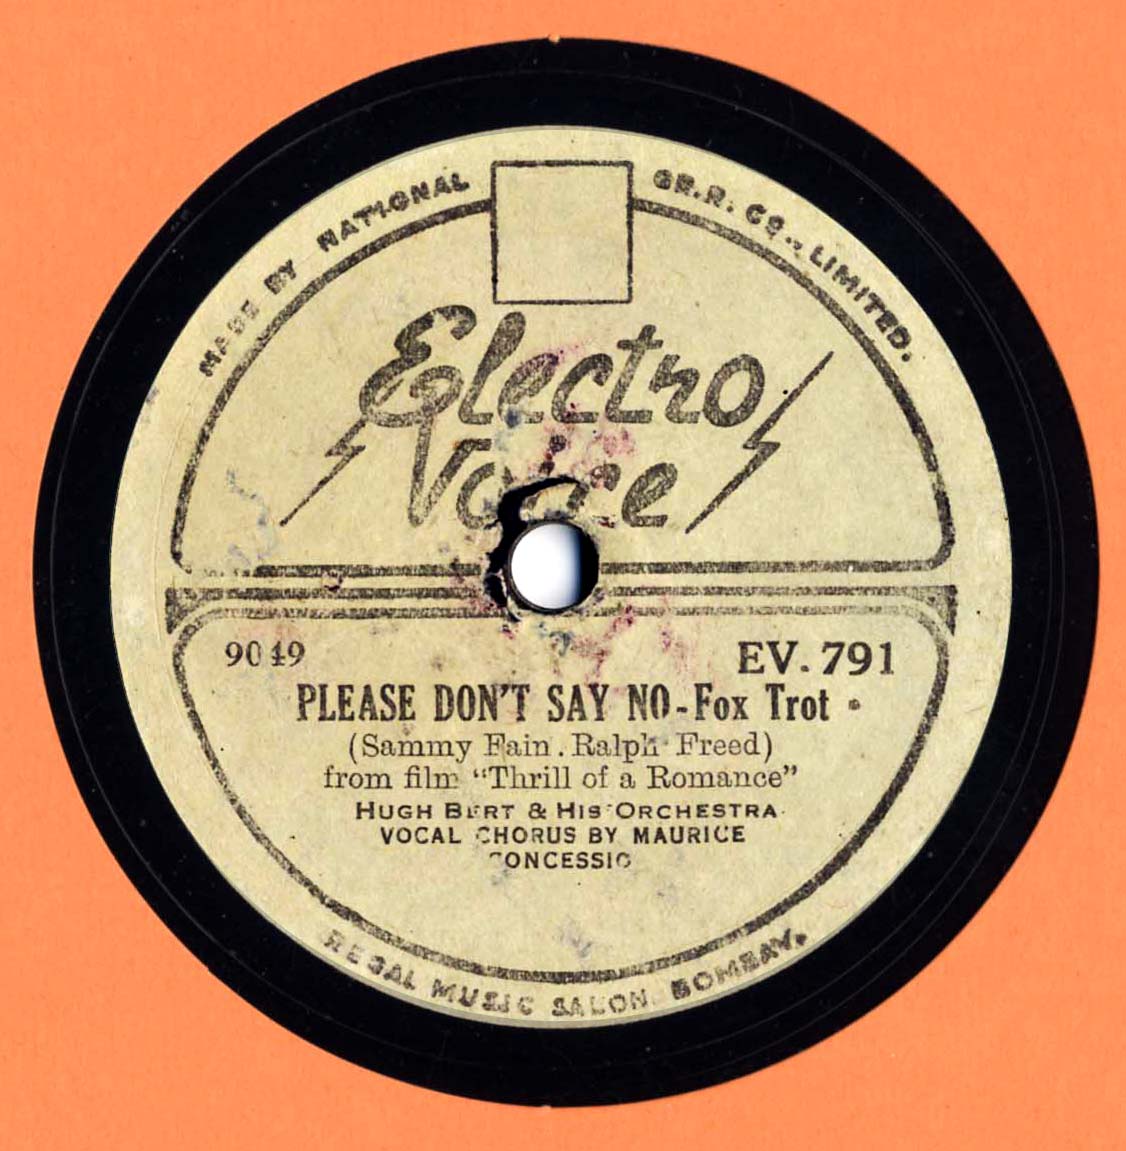 MADE BY NATIONAL GR.R. CO., LIMITED.
Electro
Voice
9049 EV. 791
PLEASE DON'T SAY NO - Fox Trot
(Sammy Fain. Ralph Freed)
from film "Thrill of a Romance"
HUGH BERT & HIS ORCHESTRA
VOCAL CHORUS BY MAURICE
CONCESSIO
REGAL MUSIC SALON. BOMBAY.